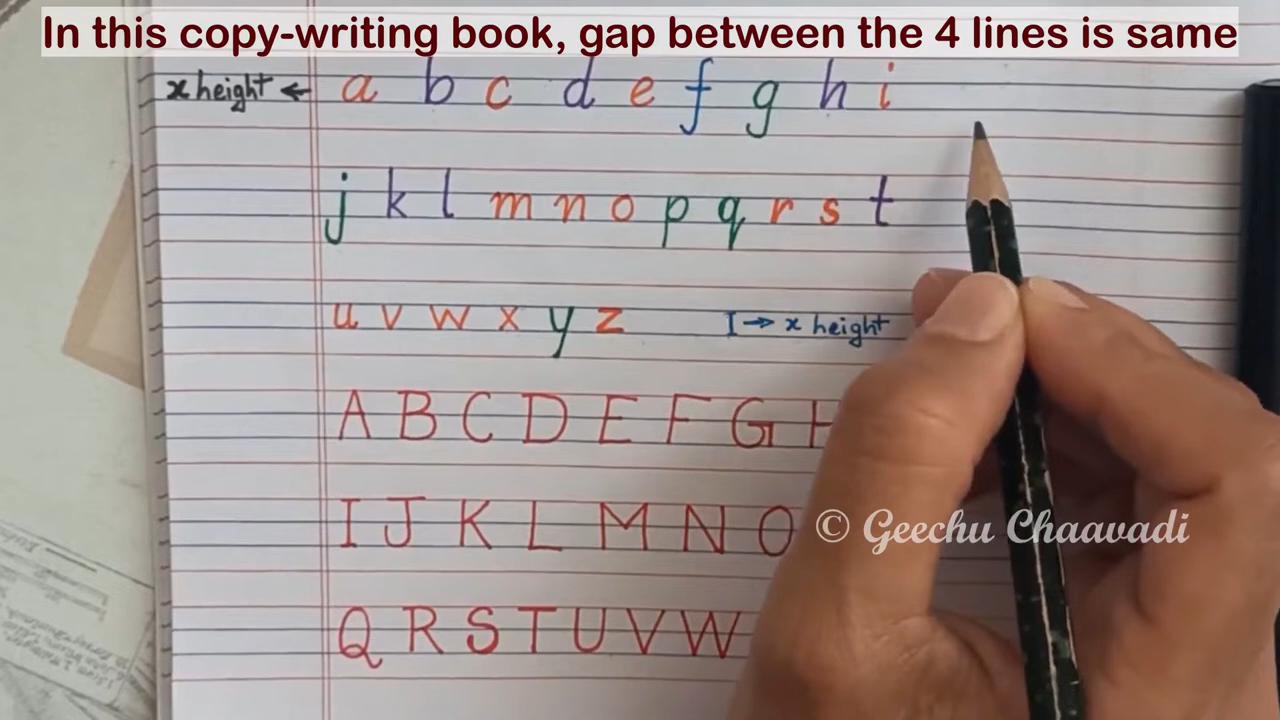 In this copy-writing book, gap between the 4 lines is same
x height ← a b c d e f g h i
j k l m n o p q r s t
u v w x y z I → x height
A B C D E F G H
I J K L M N O
© Geechu Chaavadi
Q R S T U V W